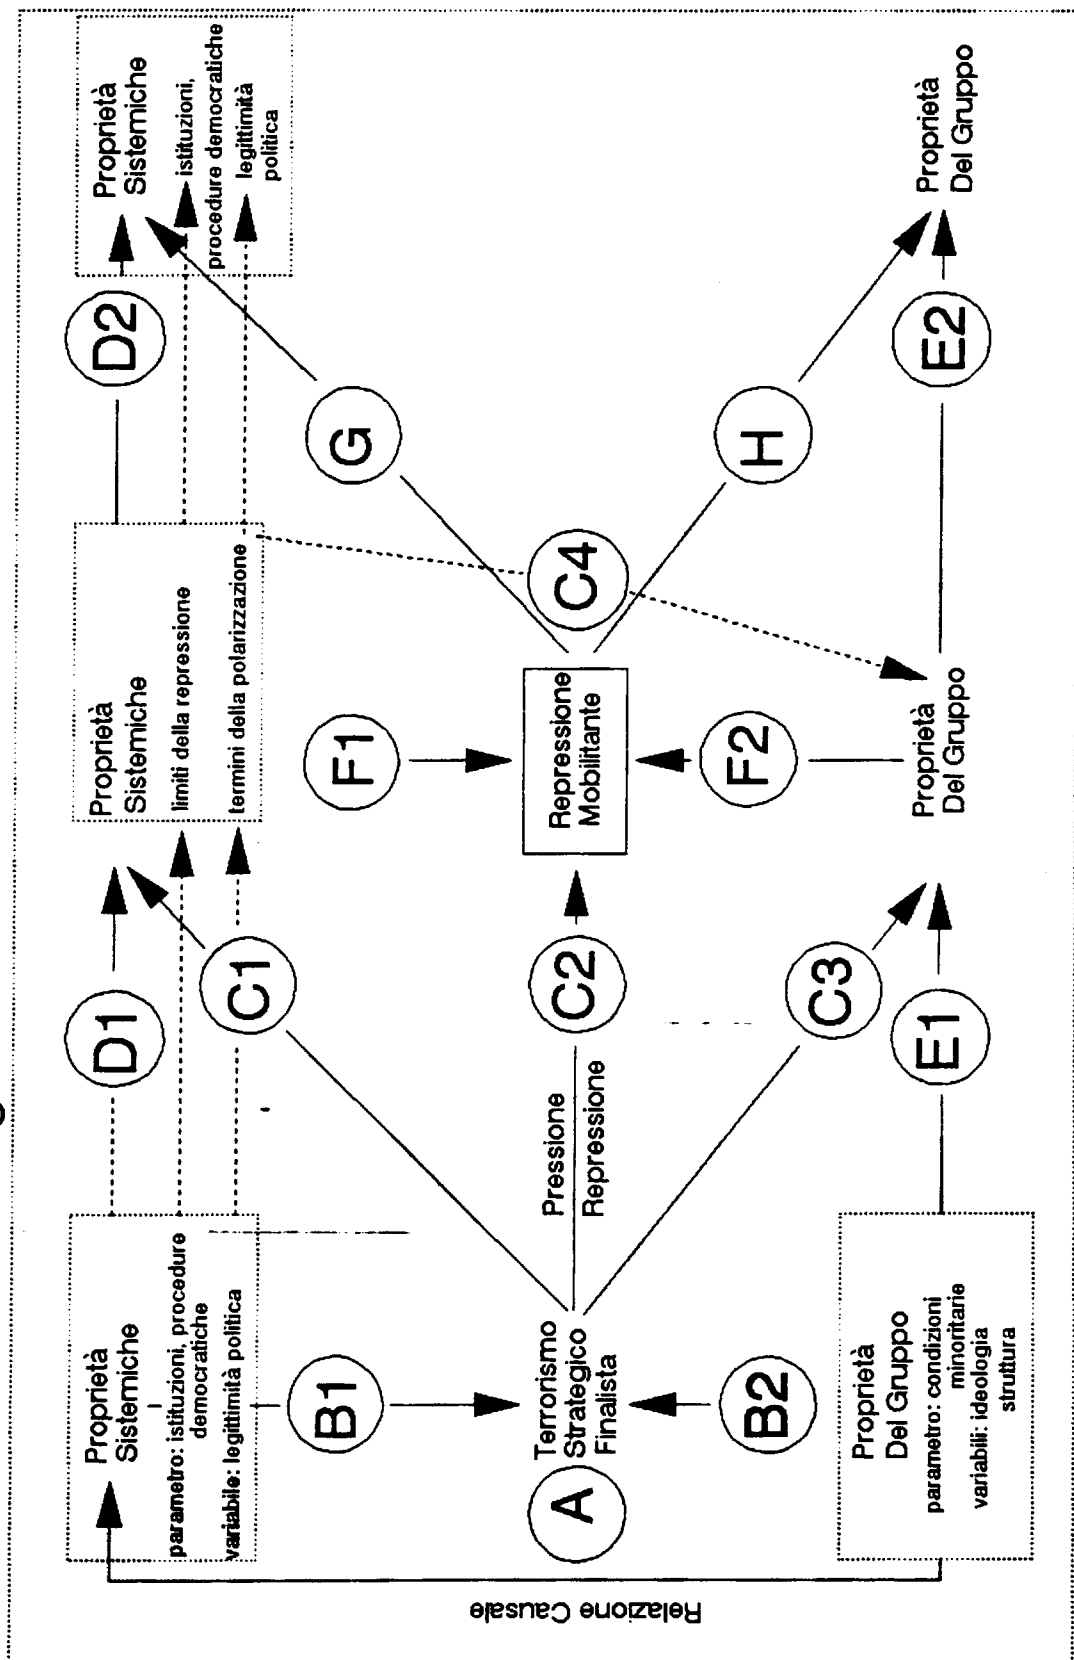 Proprietà
Sistemiche
parametro: istituzioni, procedure
democratiche
variabile: legittimità politica
D1
Proprietà
Sistemiche
limiti della repressione
termini della polarizzazione
D2
Proprietà
Sistemiche
istituzioni,
procedure democratiche
legittimità
politica
B1
C1
F1
G
Relazione Causale
A
Terrorismo
Strategico
Finalista
Pressione
Repressione
C2
Repressione
Mobilitante
C4
B2
C3
F2
H
Proprietà
Del Gruppo
parametro: condizioni
minoritarie
variabili: ideologia
struttura
E1
Proprietà
Del Gruppo
E2
Proprietà
Del Gruppo